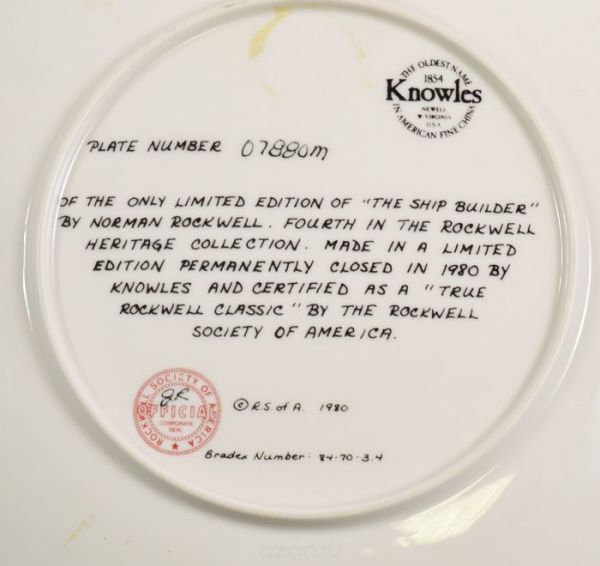 THE OLDEST NAME
1854
Knowles
NEWELL
W VIRGINIA
U.S.A
IN AMERICAN FINE CHINA
PLATE NUMBER 07880m
OF THE ONLY LIMITED EDITION OF "THE SHIP BUILDER"
BY NORMAN ROCKWELL. FOURTH IN THE ROCKWELL
HERITAGE COLLECTION. MADE IN A LIMITED
EDITION PERMANENTLY CLOSED IN 1980 BY
KNOWLES AND CERTIFIED AS A "TRUE
ROCKWELL CLASSIC" BY THE ROCKWELL
SOCIETY OF AMERICA.
ROCKWELL SOCIETY OF AMERICA
OFFICIAL
CORPORATE
SEAL
© R.S of A. 1980
Bradex Number: 84-70-3.4
ozon.ru